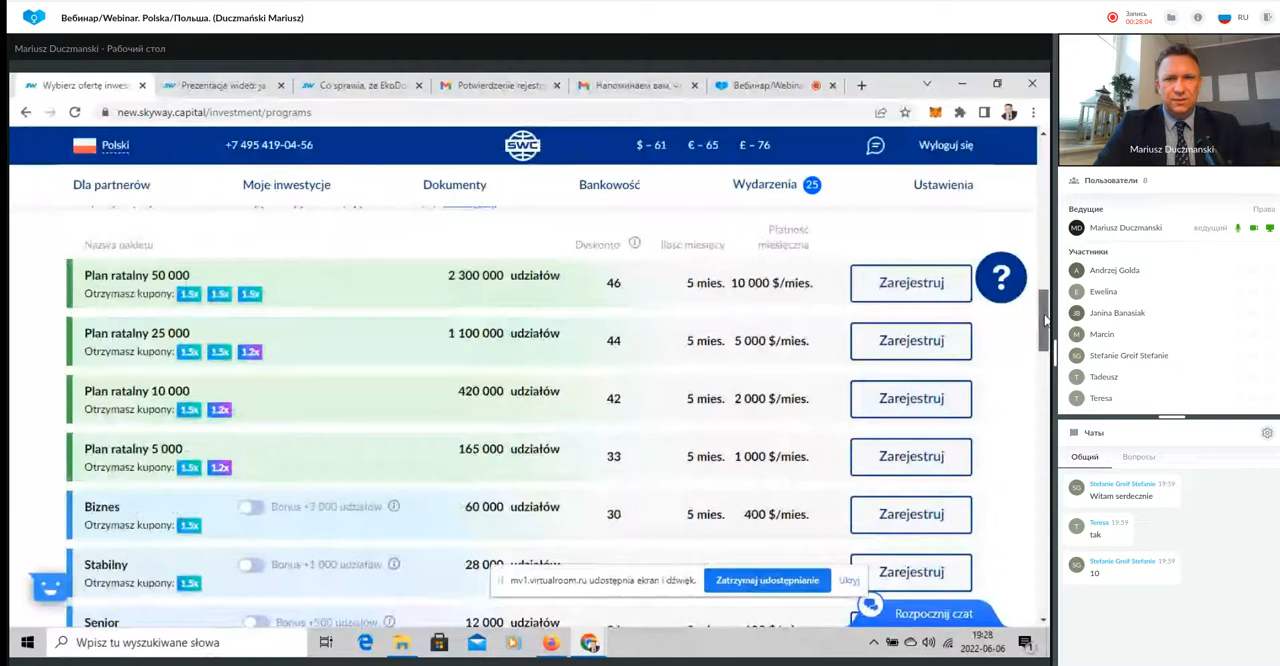 Вебинар/Webinar. Polska/Польша. (Duczmański Mariusz)
Запись
00:28:04
RU
Mariusz Duczmanski - Рабочий стол
Wybierz ofertę inwes
Prezentacja wideo: ja
Co sprawia, że EkoDo
Potwierdzenie rejestr
Напоминаем вам, ч
Вебинар/Webina
new.skyway.capital/investment/programs
Polski
+7 495 419-04-56
SWC
$ – 61 € – 65 £ – 76
Wyloguj się
Dla partnerów
Moje inwestycje
Dokumenty
Bankowość
Wydarzenia 25
Ustawienia
Nazwa pakietu
Dyskonto
Ilość miesięcy
Płatność miesięczna
Plan ratalny 50 000
2 300 000 udziałów
46
5 mies. 10 000 $/mies.
Zarejestruj
?
Otrzymasz kupony: 1.5x 1.5x 1.5x
Plan ratalny 25 000
1 100 000 udziałów
44
5 mies. 5 000 $/mies.
Zarejestruj
Otrzymasz kupony: 1.5x 1.5x 1.2x
Plan ratalny 10 000
420 000 udziałów
42
5 mies. 2 000 $/mies.
Zarejestruj
Otrzymasz kupony: 1.5x 1.2x
Plan ratalny 5 000
165 000 udziałów
33
5 mies. 1 000 $/mies.
Zarejestruj
Otrzymasz kupony: 1.5x 1.2x
Biznes
Bonus +3 000 udziałów
60 000 udziałów
30
5 mies. 400 $/mies.
Zarejestruj
Otrzymasz kupony: 1.5x
Stabilny
Bonus +1 000 udziałów
28 000 udziałów
Zarejestruj
Otrzymasz kupony: 1.5x
mv1.virtualroom.ru udostępnia ekran i dźwięk.
Zatrzymaj udostępnianie
Ukryj
Senior
Bonus +500 udziałów
12 000 udziałów
Rozpocznij czat
Wpisz tu wyszukiwane słowa
19:28
2022-06-06
Mariusz Duczmanski
Пользователи 8
Ведущие
Права
MD Mariusz Duczmanski
ведущий
Участники
A Andrzej Golda
E Ewelina
JB Janina Banasiak
M Marcin
SG Stefanie Greif Stefanie
T Tadeusz
T Teresa
Чаты
Общий
Вопросы
SG Stefanie Greif Stefanie 19:59
Witam serdecznie
T Teresa 19:59
tak
SG Stefanie Greif Stefanie 19:59
10